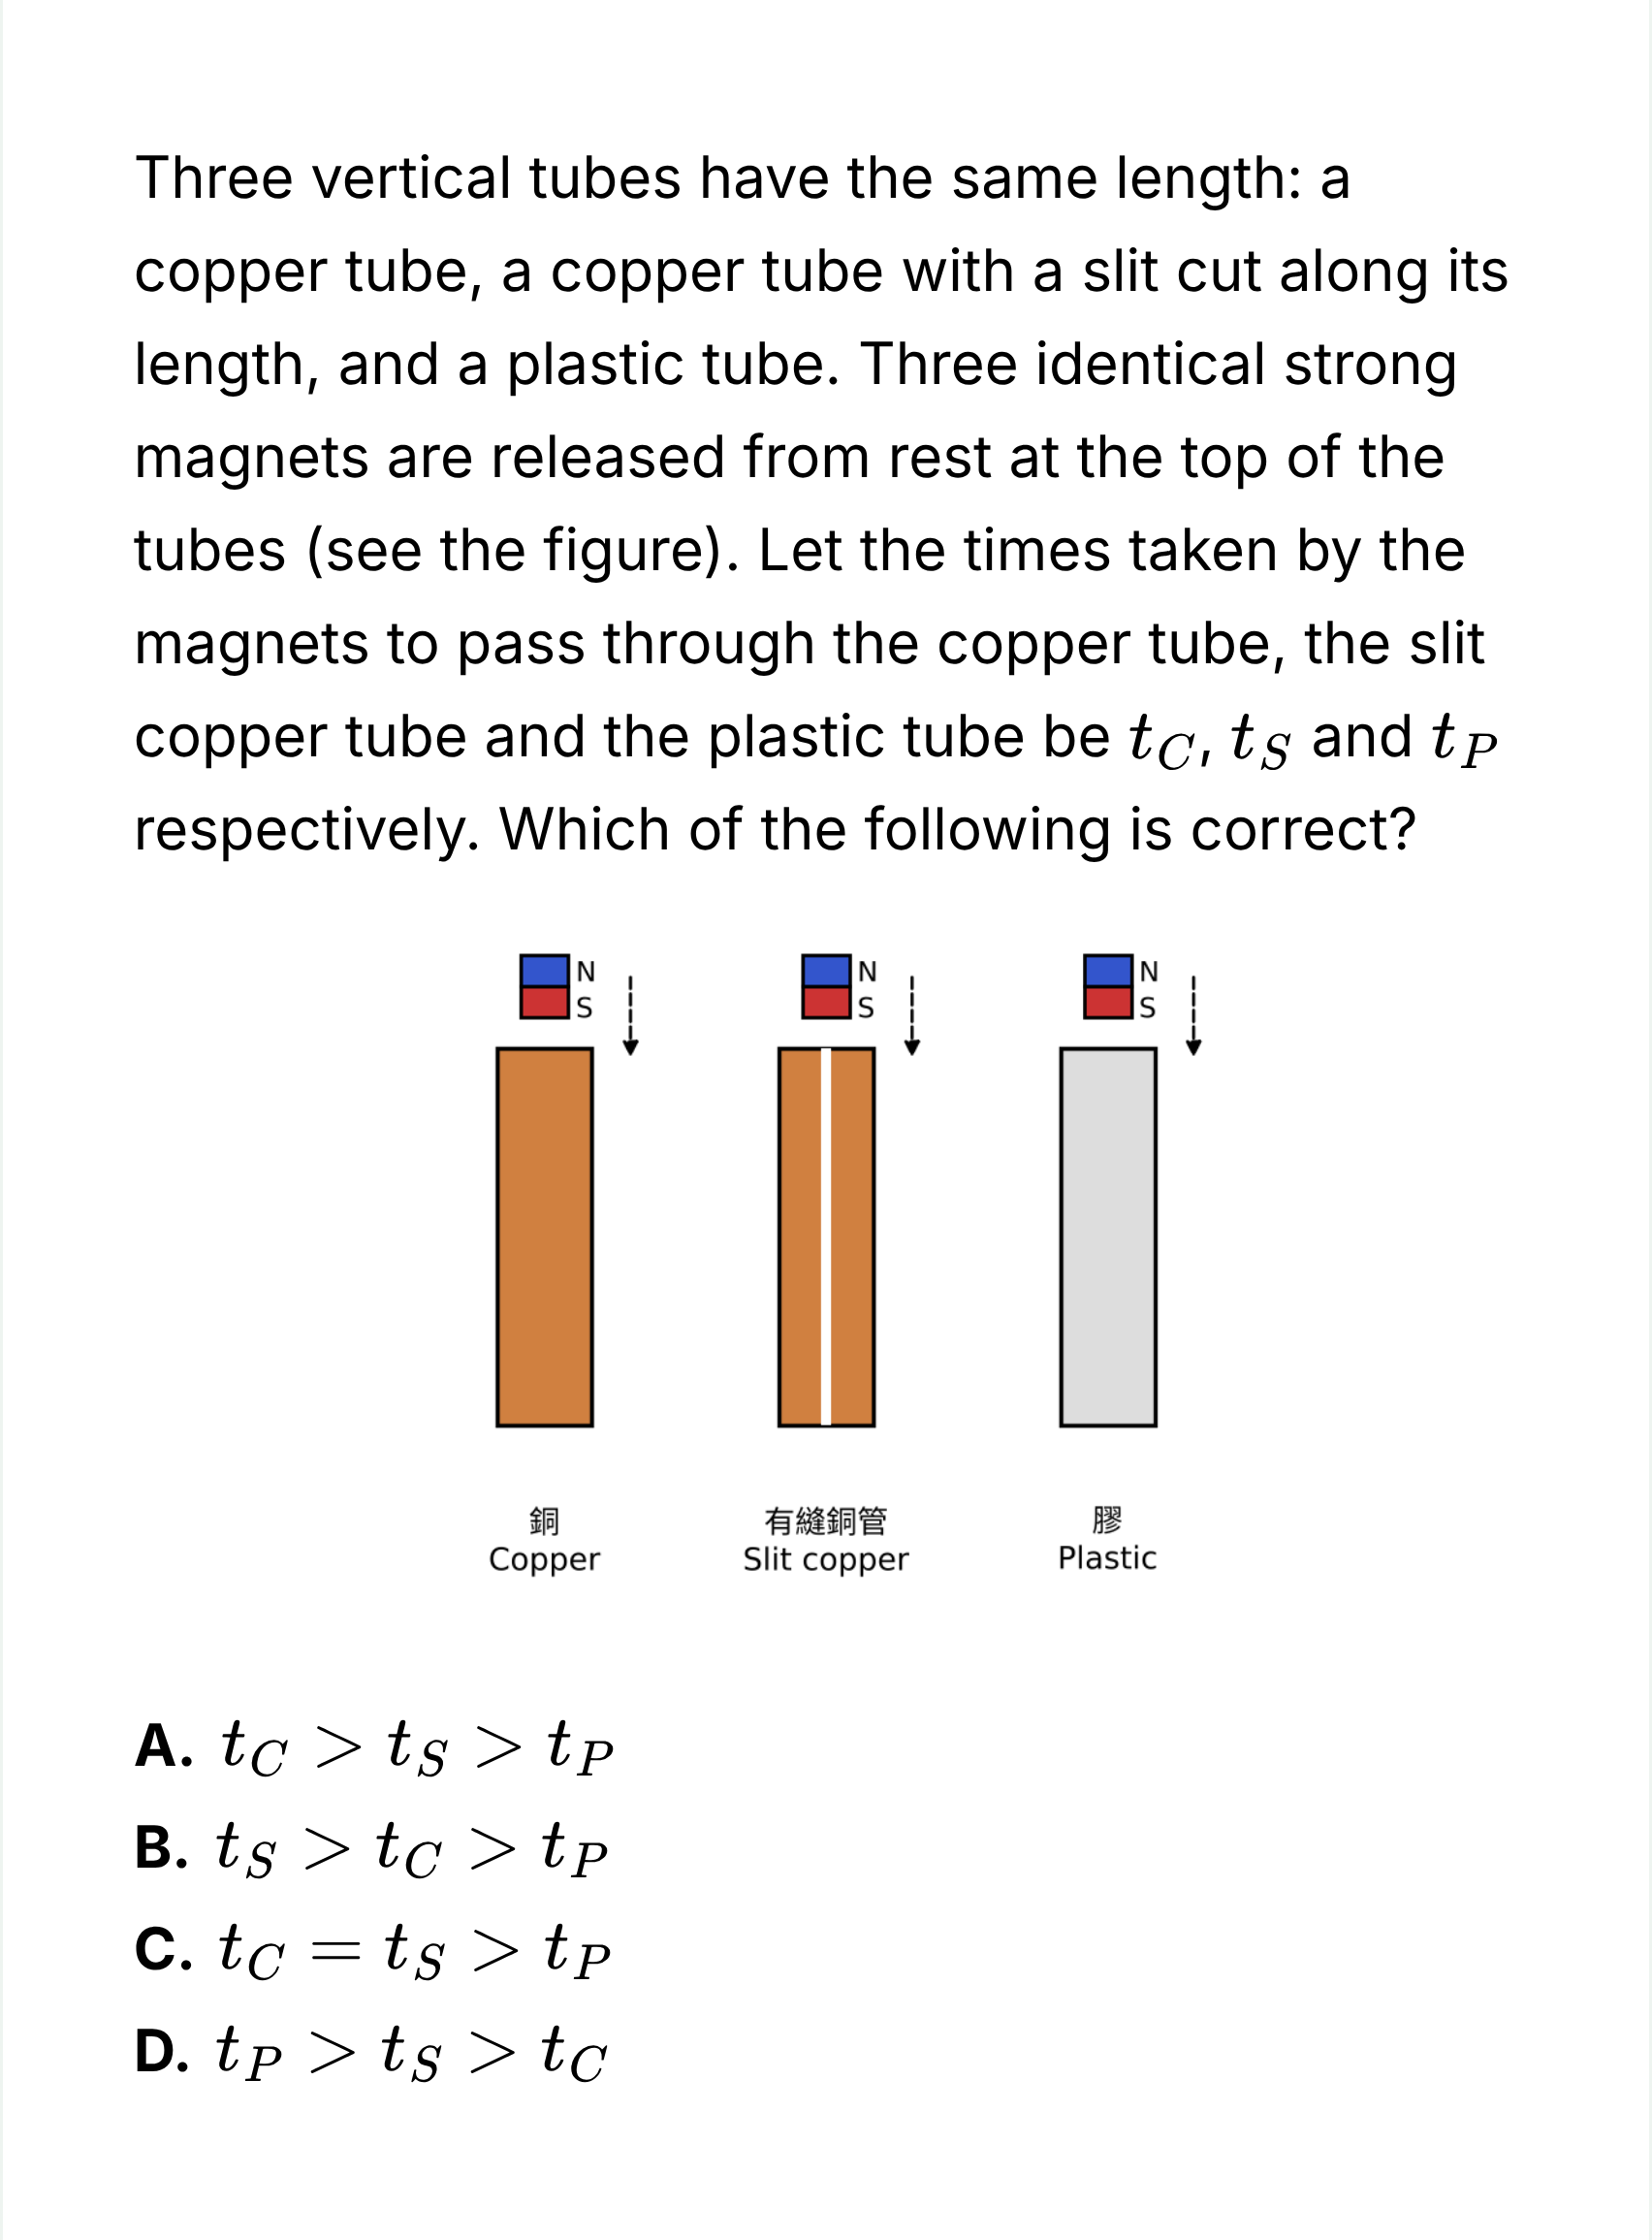 Three vertical tubes have the same length: a
copper tube, a copper tube with a slit cut along its
length, and a plastic tube. Three identical strong
magnets are released from rest at the top of the
tubes (see the figure). Let the times taken by the
magnets to pass through the copper tube, the slit
copper tube and the plastic tube be t_C, t_S and t_P
respectively. Which of the following is correct?
N
S
N
S
N
S
銅
Copper
有縫銅管
Slit copper
膠
Plastic
A. t_C > t_S > t_P
B. t_S > t_C > t_P
C. t_C = t_S > t_P
D. t_P > t_S > t_C